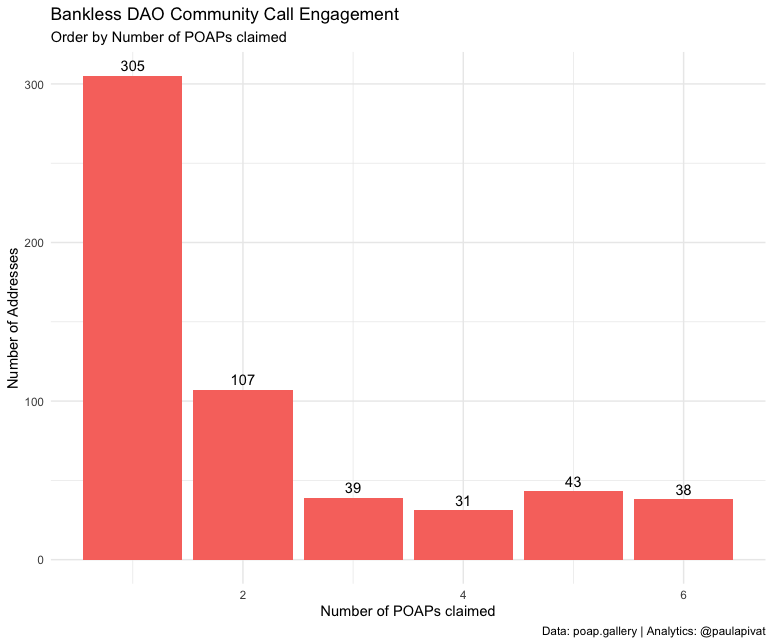 Bankless DAO Community Call Engagement
Order by Number of POAPs claimed
Number of Addresses
300
200
100
0
305
107
39
31
43
38
2
4
6
Number of POAPs claimed
Data: poap.gallery | Analytics: @paulapivat